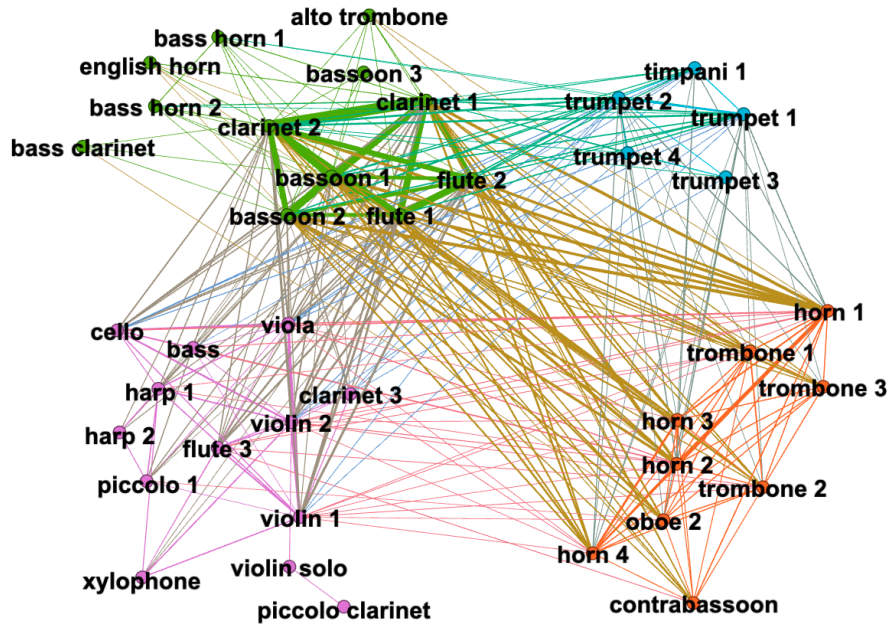 alto trombone
bass horn 1
english horn
bassoon 3
timpani 1
bass horn 2
clarinet 1
trumpet 2
trumpet 1
clarinet 2
bass clarinet
trumpet 4
bassoon 1
flute 2
trumpet 3
bassoon 2
flute 1
horn 1
cello
viola
bass
trombone 1
harp 1
clarinet 3
trombone 3
horn 3
violin 2
harp 2
flute 3
horn 2
piccolo 1
trombone 2
violin 1
oboe 2
horn 4
xylophone
violin solo
piccolo clarinet
contrabassoon